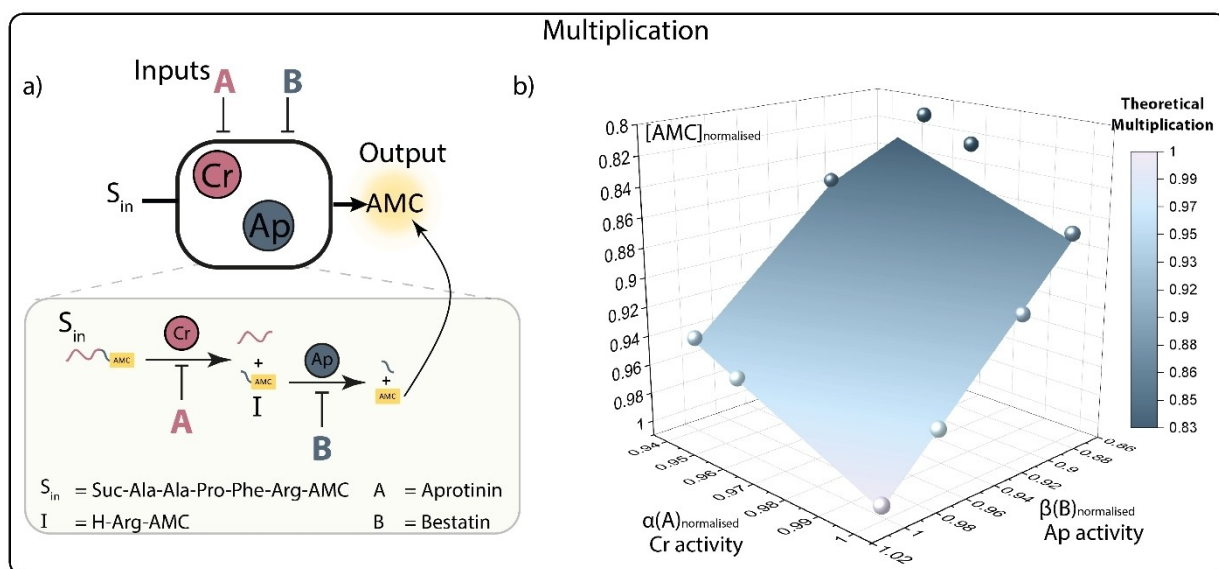 Multiplication
a)
Inputs A B
Cr
Ap
S_in
Output
AMC
S_in
Cr
AMC
A
+
AMC
I
Ap
B
+
AMC
S_in = Suc-Ala-Ala-Pro-Phe-Arg-AMC A = Aprotinin
I = H-Arg-AMC B = Bestatin
b)
[AMC]normalised
0.8
0.82
0.84
0.86
0.88
0.9
0.92
0.94
0.96
0.98
1
0.94
0.95
0.96
0.97
0.98
0.99
1
1.02
α(A)normalised
Cr activity
1
0.98
0.96
0.94
0.92
0.9
0.88
0.86
β(B)normalised
Ap activity
Theoretical
Multiplication
1
0.99
0.97
0.95
0.93
0.9
0.88
0.86
0.85
0.83